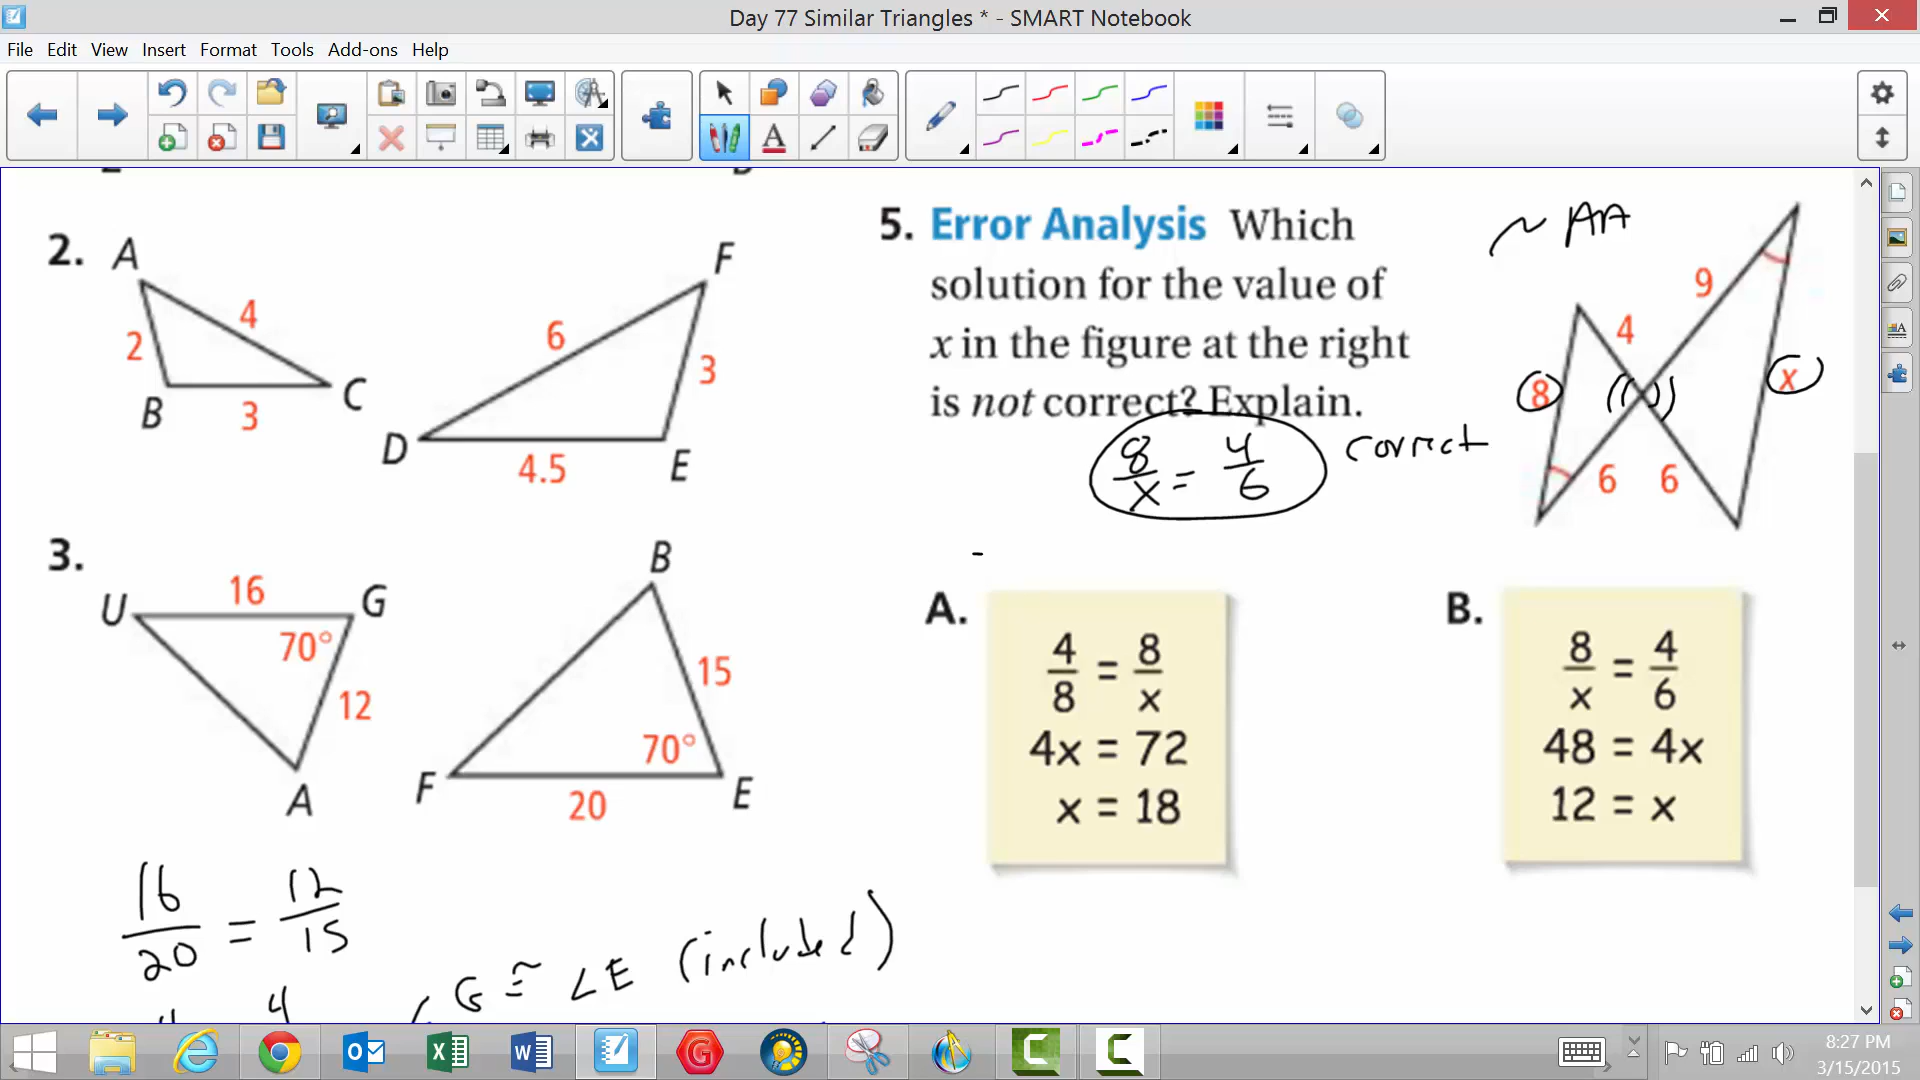 Day 77 Similar Triangles * - SMART Notebook
File Edit View Insert Format Tools Add-ons Help
2.
A
4
2
B
3
C
F
6
3
D
4.5
E
3.
U
16
G
70°
12
A
B
15
70°
F
20
E
16/20 = 12/15
4 4
G ≅ ∠E (included)
5. Error Analysis Which
solution for the value of
x in the figure at the right
is not correct? Explain.
8/x = 4/6 correct
~ AA
9
4
8
x
6 6
A.
4/8 = 8/x
4x = 72
x = 18
B.
8/x = 4/6
48 = 4x
12 = x
8:27 PM
3/15/2015